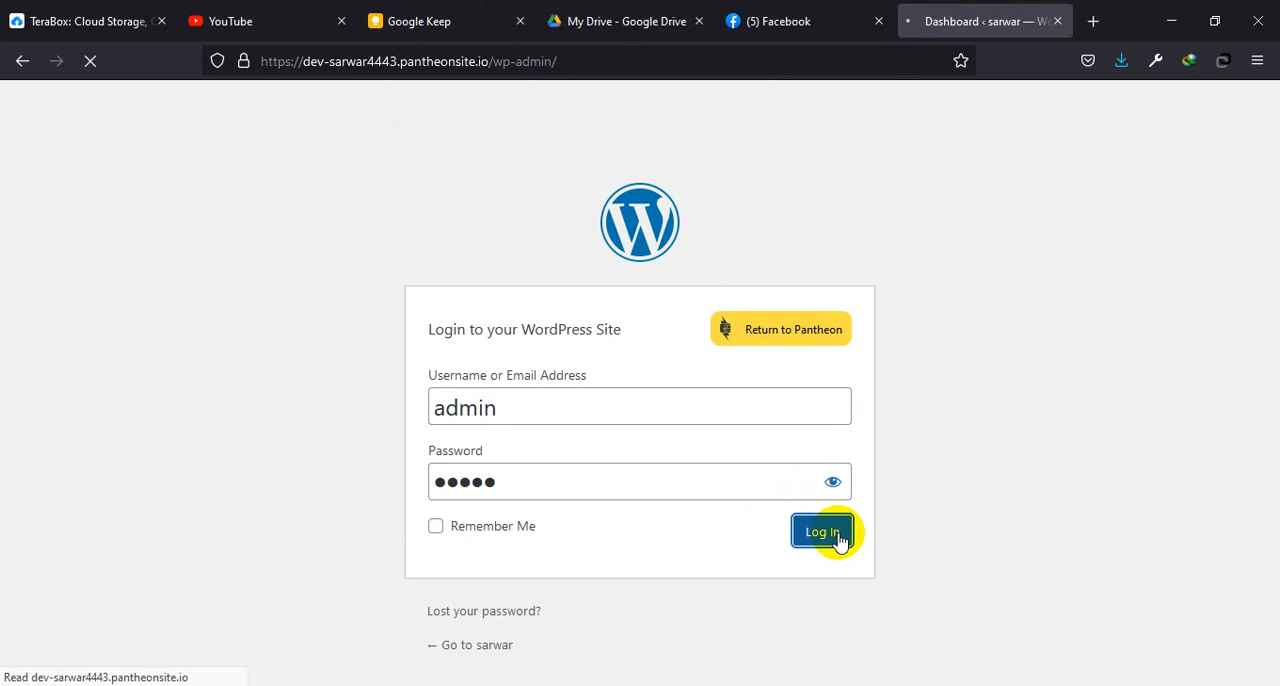 TeraBox: Cloud Storage,
YouTube
Google Keep
My Drive - Google Drive
(5) Facebook
Dashboard ‹ sarwar — W
https://dev-sarwar4443.pantheonsite.io/wp-admin/
Login to your WordPress Site
Return to Pantheon
Username or Email Address
admin
Password
Remember Me
Log In
Lost your password?
← Go to sarwar
Read dev-sarwar4443.pantheonsite.io